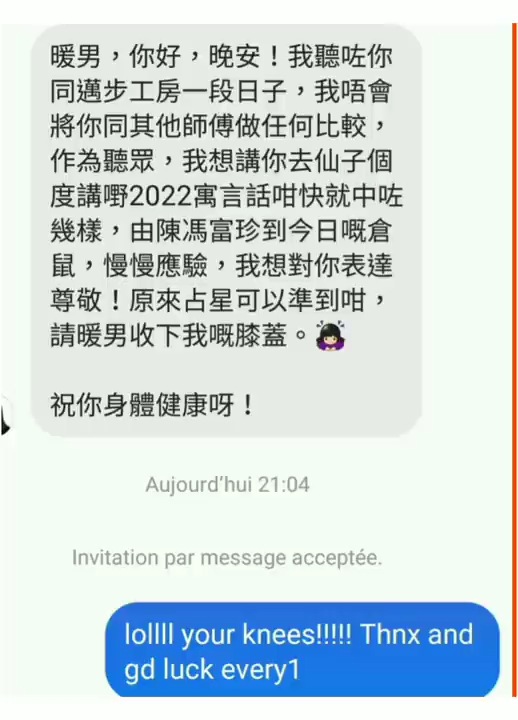 暖男，你好，晚安！我聽咗你
同邁步工房一段日子，我唔會
將你同其他師傅做任何比較，
作為聽眾，我想講你去仙子個
度講嘢2022寓言話咁快就中咗
幾樣，由陳馮富珍到今日嘅倉
鼠，慢慢應驗，我想對你表達
尊敬！原來占星可以準到咁，
請暖男收下我嘅膝蓋。🙇🏻‍♀️
祝你身體健康呀！
Aujourd’hui 21:04
Invitation par message acceptée.
lollll your knees!!!!! Thnx and
gd luck every1